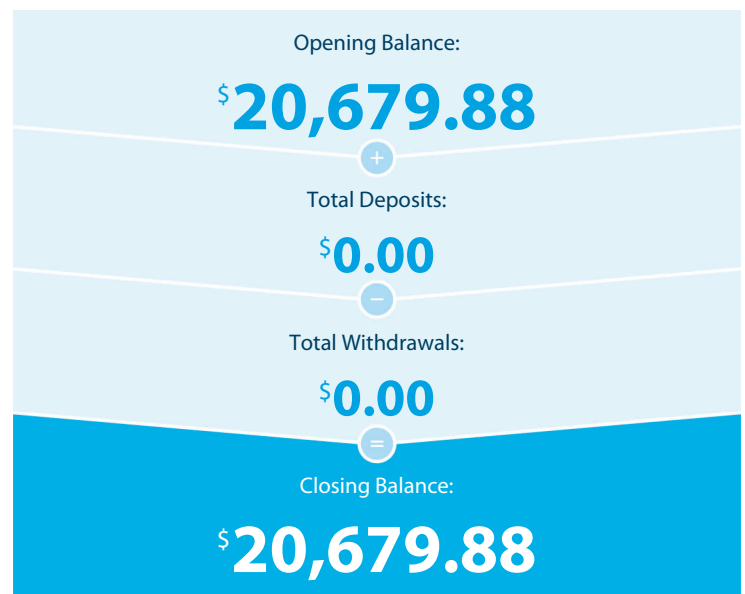 Opening Balance:
$20,679.88
+
Total Deposits:
$0.00
−
Total Withdrawals:
$0.00
=
Closing Balance:
$20,679.88